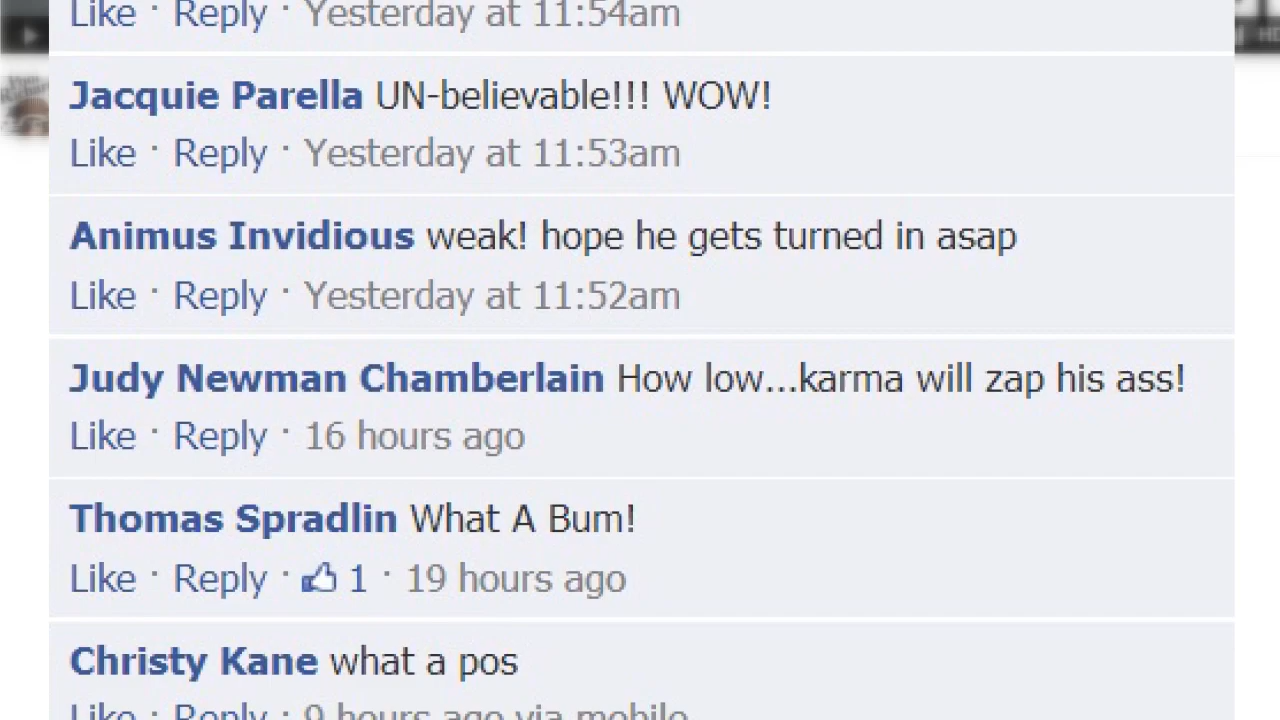 Like · Reply · Yesterday at 11:54am
Jacquie Parella UN-believable!!! WOW!
Like · Reply · Yesterday at 11:53am
Animus Invidious weak! hope he gets turned in asap
Like · Reply · Yesterday at 11:52am
Judy Newman Chamberlain How low...karma will zap his ass!
Like · Reply · 16 hours ago
Thomas Spradlin What A Bum!
Like · Reply · 1 · 19 hours ago
Christy Kane what a pos
Like · Reply · 9 hours ago via mobile